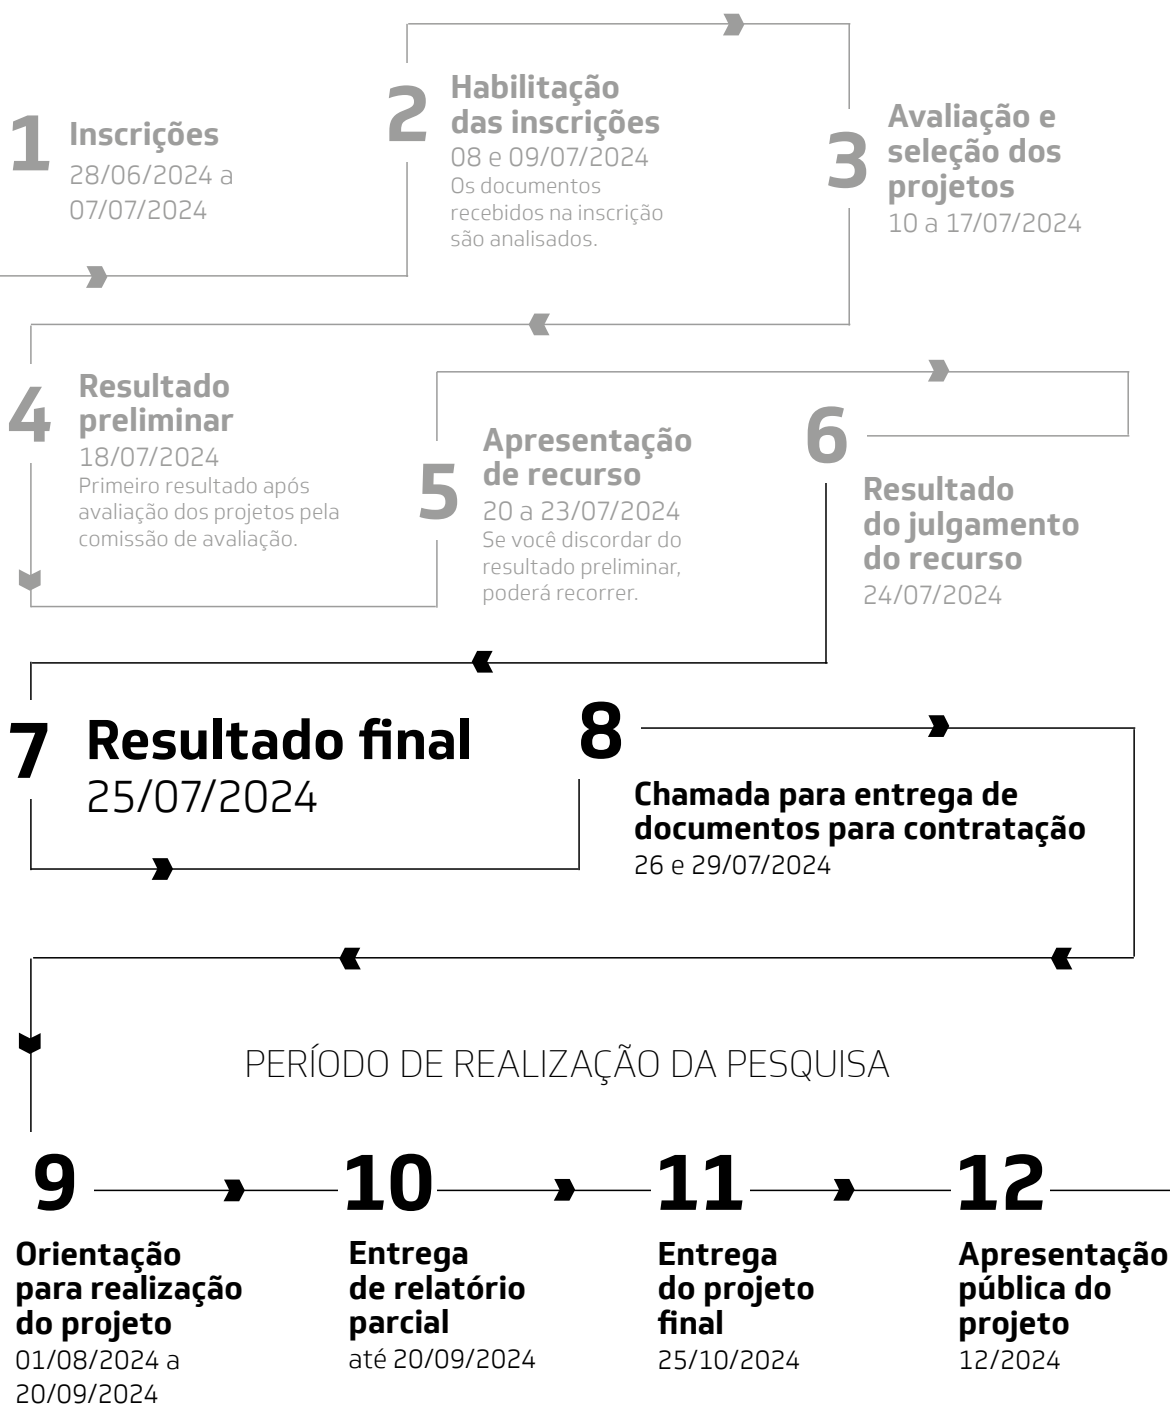 1
Inscrições
28/06/2024 a
07/07/2024
2
Habilitação
das inscrições
08 e 09/07/2024
Os documentos
recebidos na inscrição
são analisados.
3
Avaliação e
seleção dos
projetos
10 a 17/07/2024
4
Resultado
preliminar
18/07/2024
Primeiro resultado após
avaliação dos projetos pela
comissão de avaliação.
5
Apresentação
de recurso
20 a 23/07/2024
Se você discordar do
resultado preliminar,
poderá recorrer.
6
Resultado
do julgamento
do recurso
24/07/2024
7
Resultado final
25/07/2024
8
Chamada para entrega de
documentos para contratação
26 e 29/07/2024
PERÍODO DE REALIZAÇÃO DA PESQUISA
9
Orientação
para realização
do projeto
01/08/2024 a
20/09/2024
10
Entrega
de relatório
parcial
até 20/09/2024
11
Entrega
do projeto
final
25/10/2024
12
Apresentação
pública do
projeto
12/2024